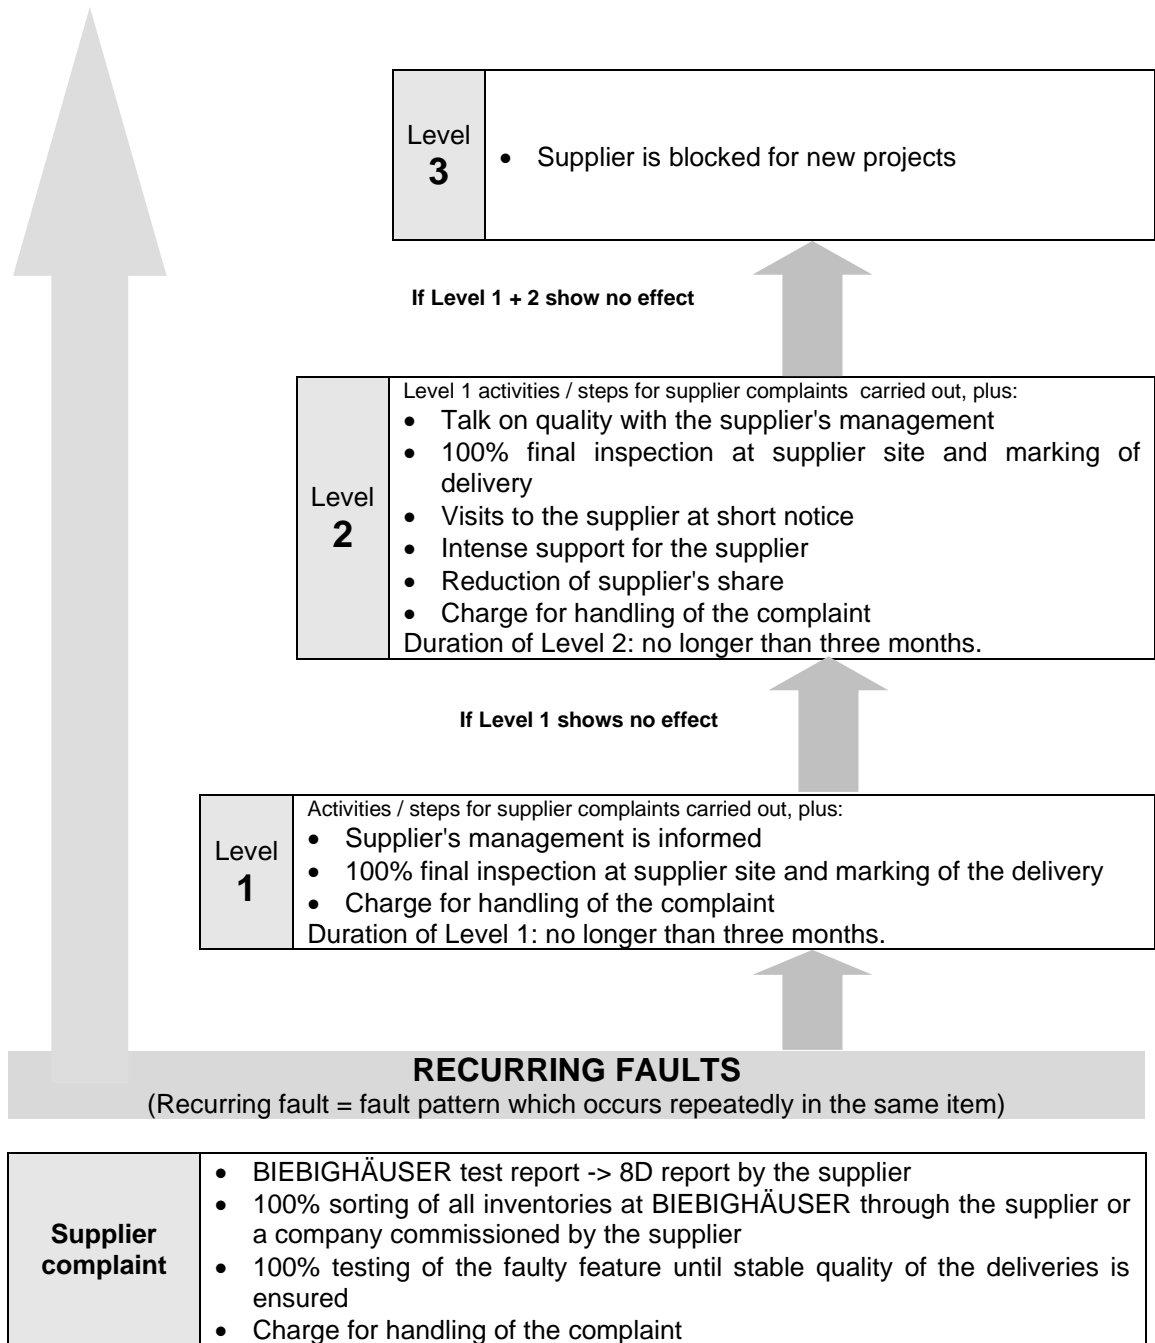 Level
3
• Supplier is blocked for new projects
If Level 1 + 2 show no effect
Level
2
Level 1 activities / steps for supplier complaints carried out, plus:
• Talk on quality with the supplier's management
• 100% final inspection at supplier site and marking of
delivery
• Visits to the supplier at short notice
• Intense support for the supplier
• Reduction of supplier's share
• Charge for handling of the complaint
Duration of Level 2: no longer than three months.
If Level 1 shows no effect
Level
1
Activities / steps for supplier complaints carried out, plus:
• Supplier's management is informed
• 100% final inspection at supplier site and marking of the delivery
• Charge for handling of the complaint
Duration of Level 1: no longer than three months.
RECURRING FAULTS
(Recurring fault = fault pattern which occurs repeatedly in the same item)
Supplier
complaint
• BIEBIGHÄUSER test report -> 8D report by the supplier
• 100% sorting of all inventories at BIEBIGHÄUSER through the supplier or
a company commissioned by the supplier
• 100% testing of the faulty feature until stable quality of the deliveries is
ensured
• Charge for handling of the complaint